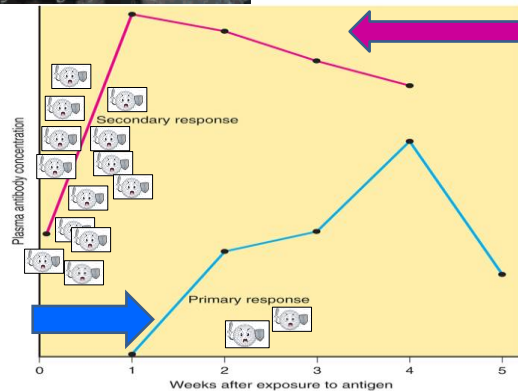 Plasma antibody concentration
Secondary response
Primary response
0 1 2 3 4 5
Weeks after exposure to antigen